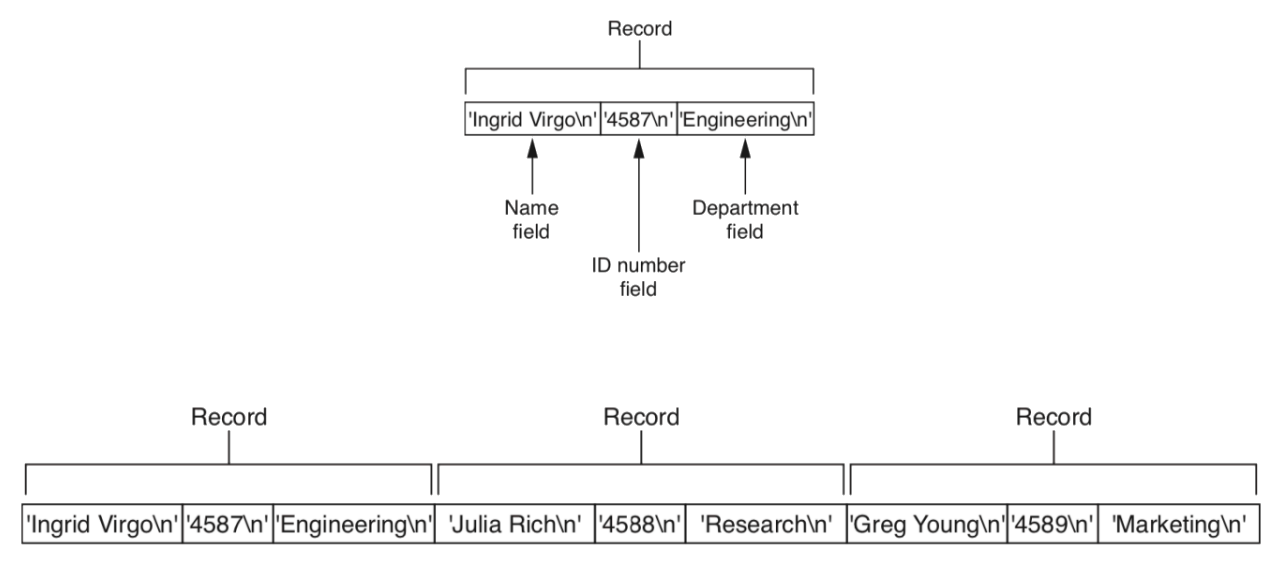 Record
'Ingrid Virgo\n' '4587\n' 'Engineering\n'
Name
field
Department
field
ID number
field
Record Record Record
'Ingrid Virgo\n' '4587\n' 'Engineering\n' 'Julia Rich\n' '4588\n' 'Research\n' 'Greg Young\n' '4589\n' 'Marketing\n'